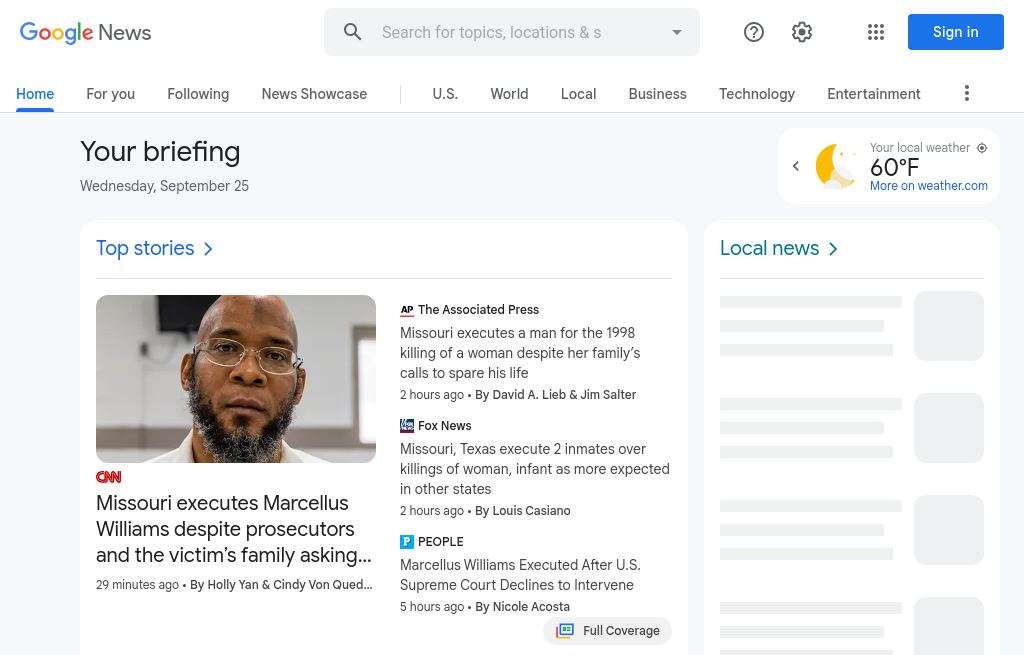 Google News
Search for topics, locations & s
Sign in
Home
For you
Following
News Showcase
U.S.
World
Local
Business
Technology
Entertainment
Your briefing
Wednesday, September 25
Your local weather
60°F
More on weather.com
Top stories
CNN
Missouri executes Marcellus
Williams despite prosecutors
and the victim's family asking...
29 minutes ago • By Holly Yan & Cindy Von Qued...
AP The Associated Press
Missouri executes a man for the 1998
killing of a woman despite her family's
calls to spare his life
2 hours ago • By David A. Lieb & Jim Salter
Fox News
Missouri, Texas execute 2 inmates over
killings of woman, infant as more expected
in other states
2 hours ago • By Louis Casiano
P PEOPLE
Marcellus Williams Executed After U.S.
Supreme Court Declines to Intervene
5 hours ago • By Nicole Acosta
Full Coverage
Local news